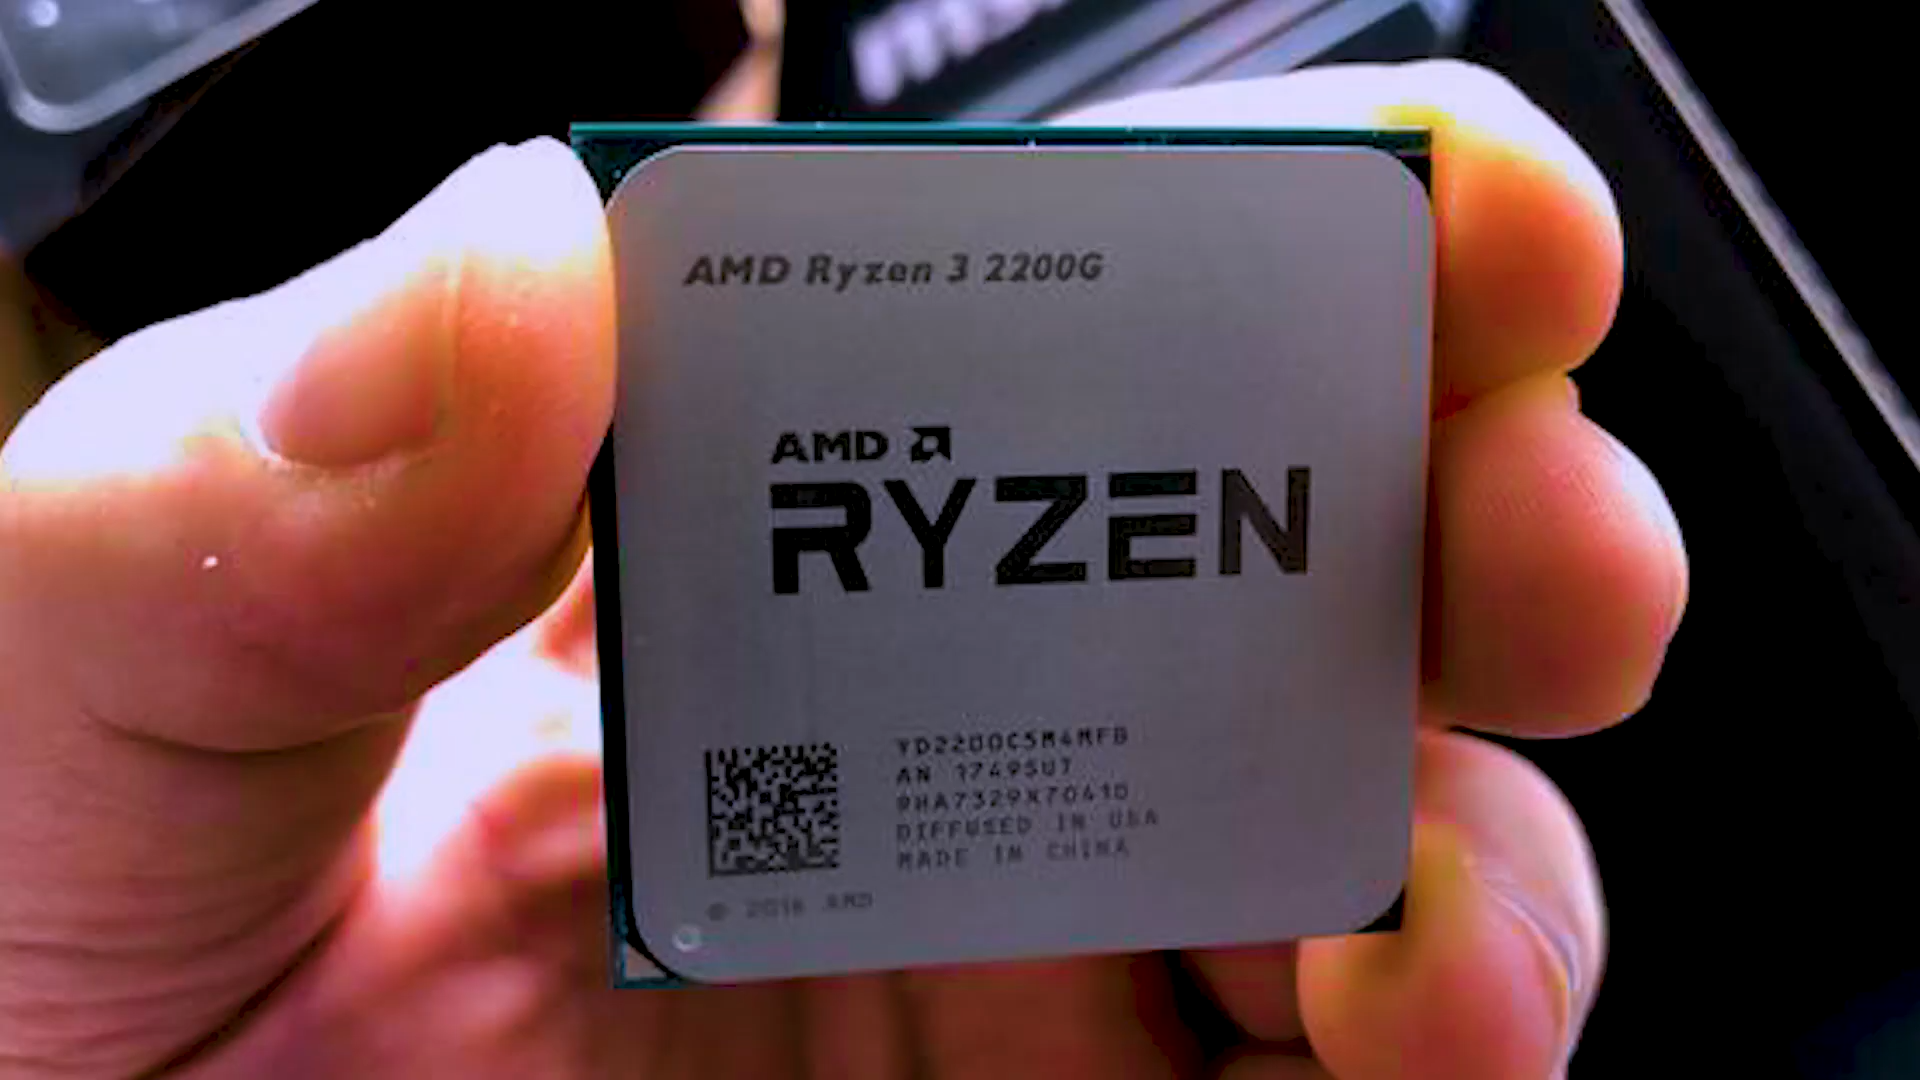 AMD Ryzen 3 2200G
AMD
RYZEN
YD2200C5M4MFB
AN 1749SUT
9HA7329X70410
DIFFUSED IN USA
MADE IN CHINA
© 2016 AMD